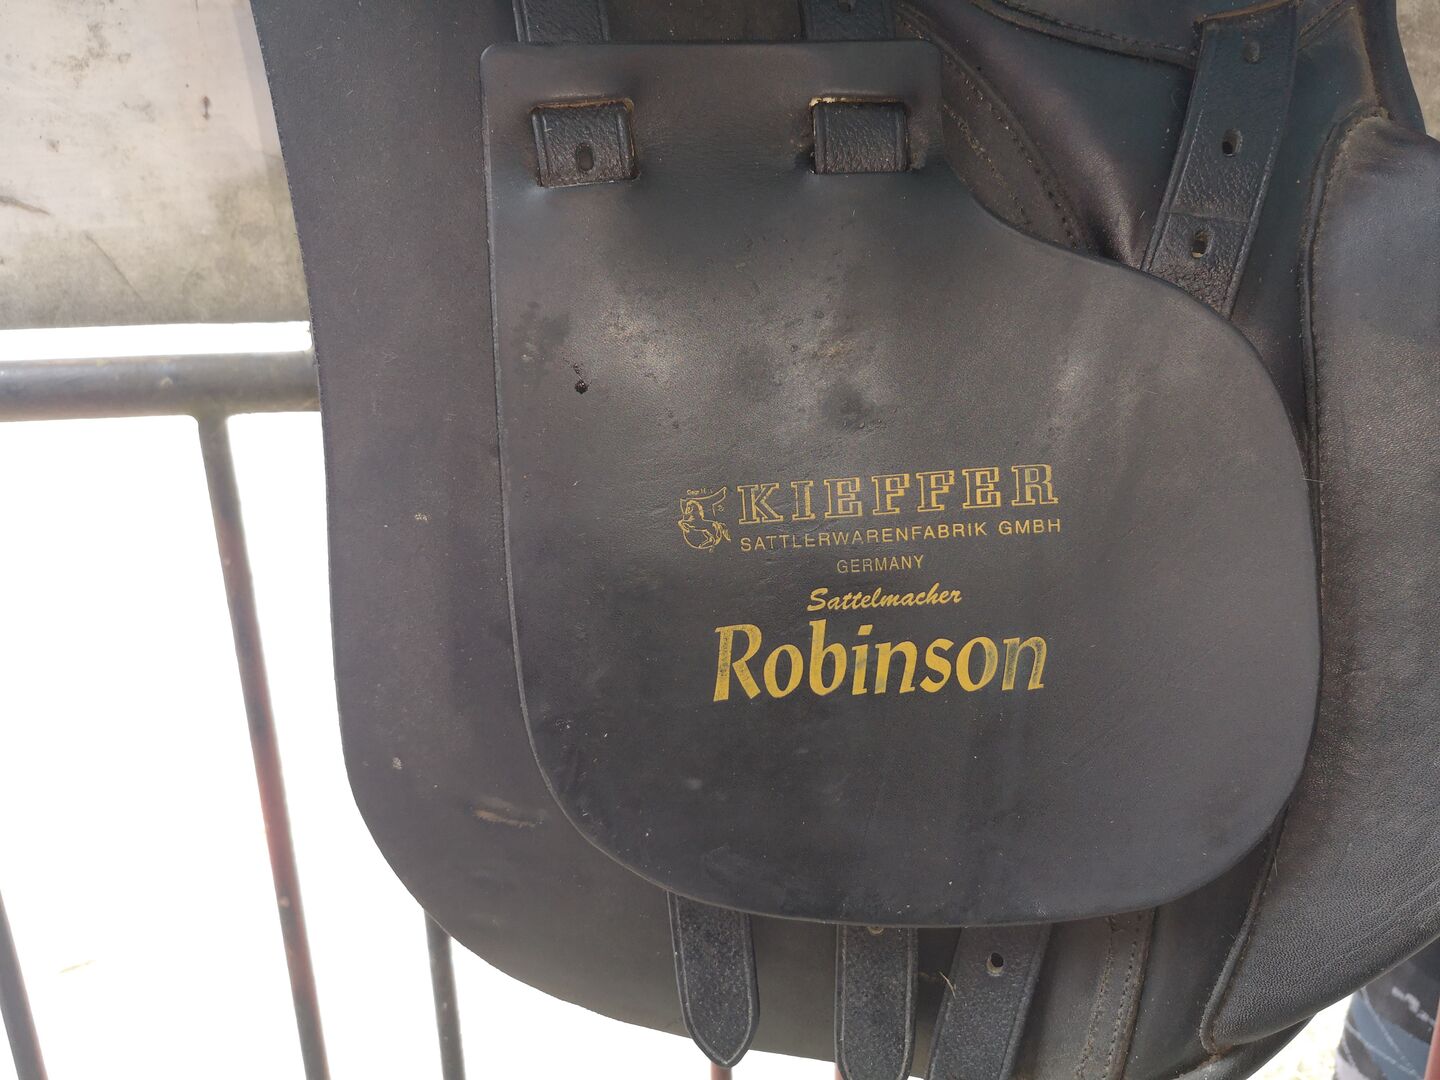 KIEFFER
SATTLERWARENFABRIK GMBH
GERMANY
Sattelmacher
Robinson